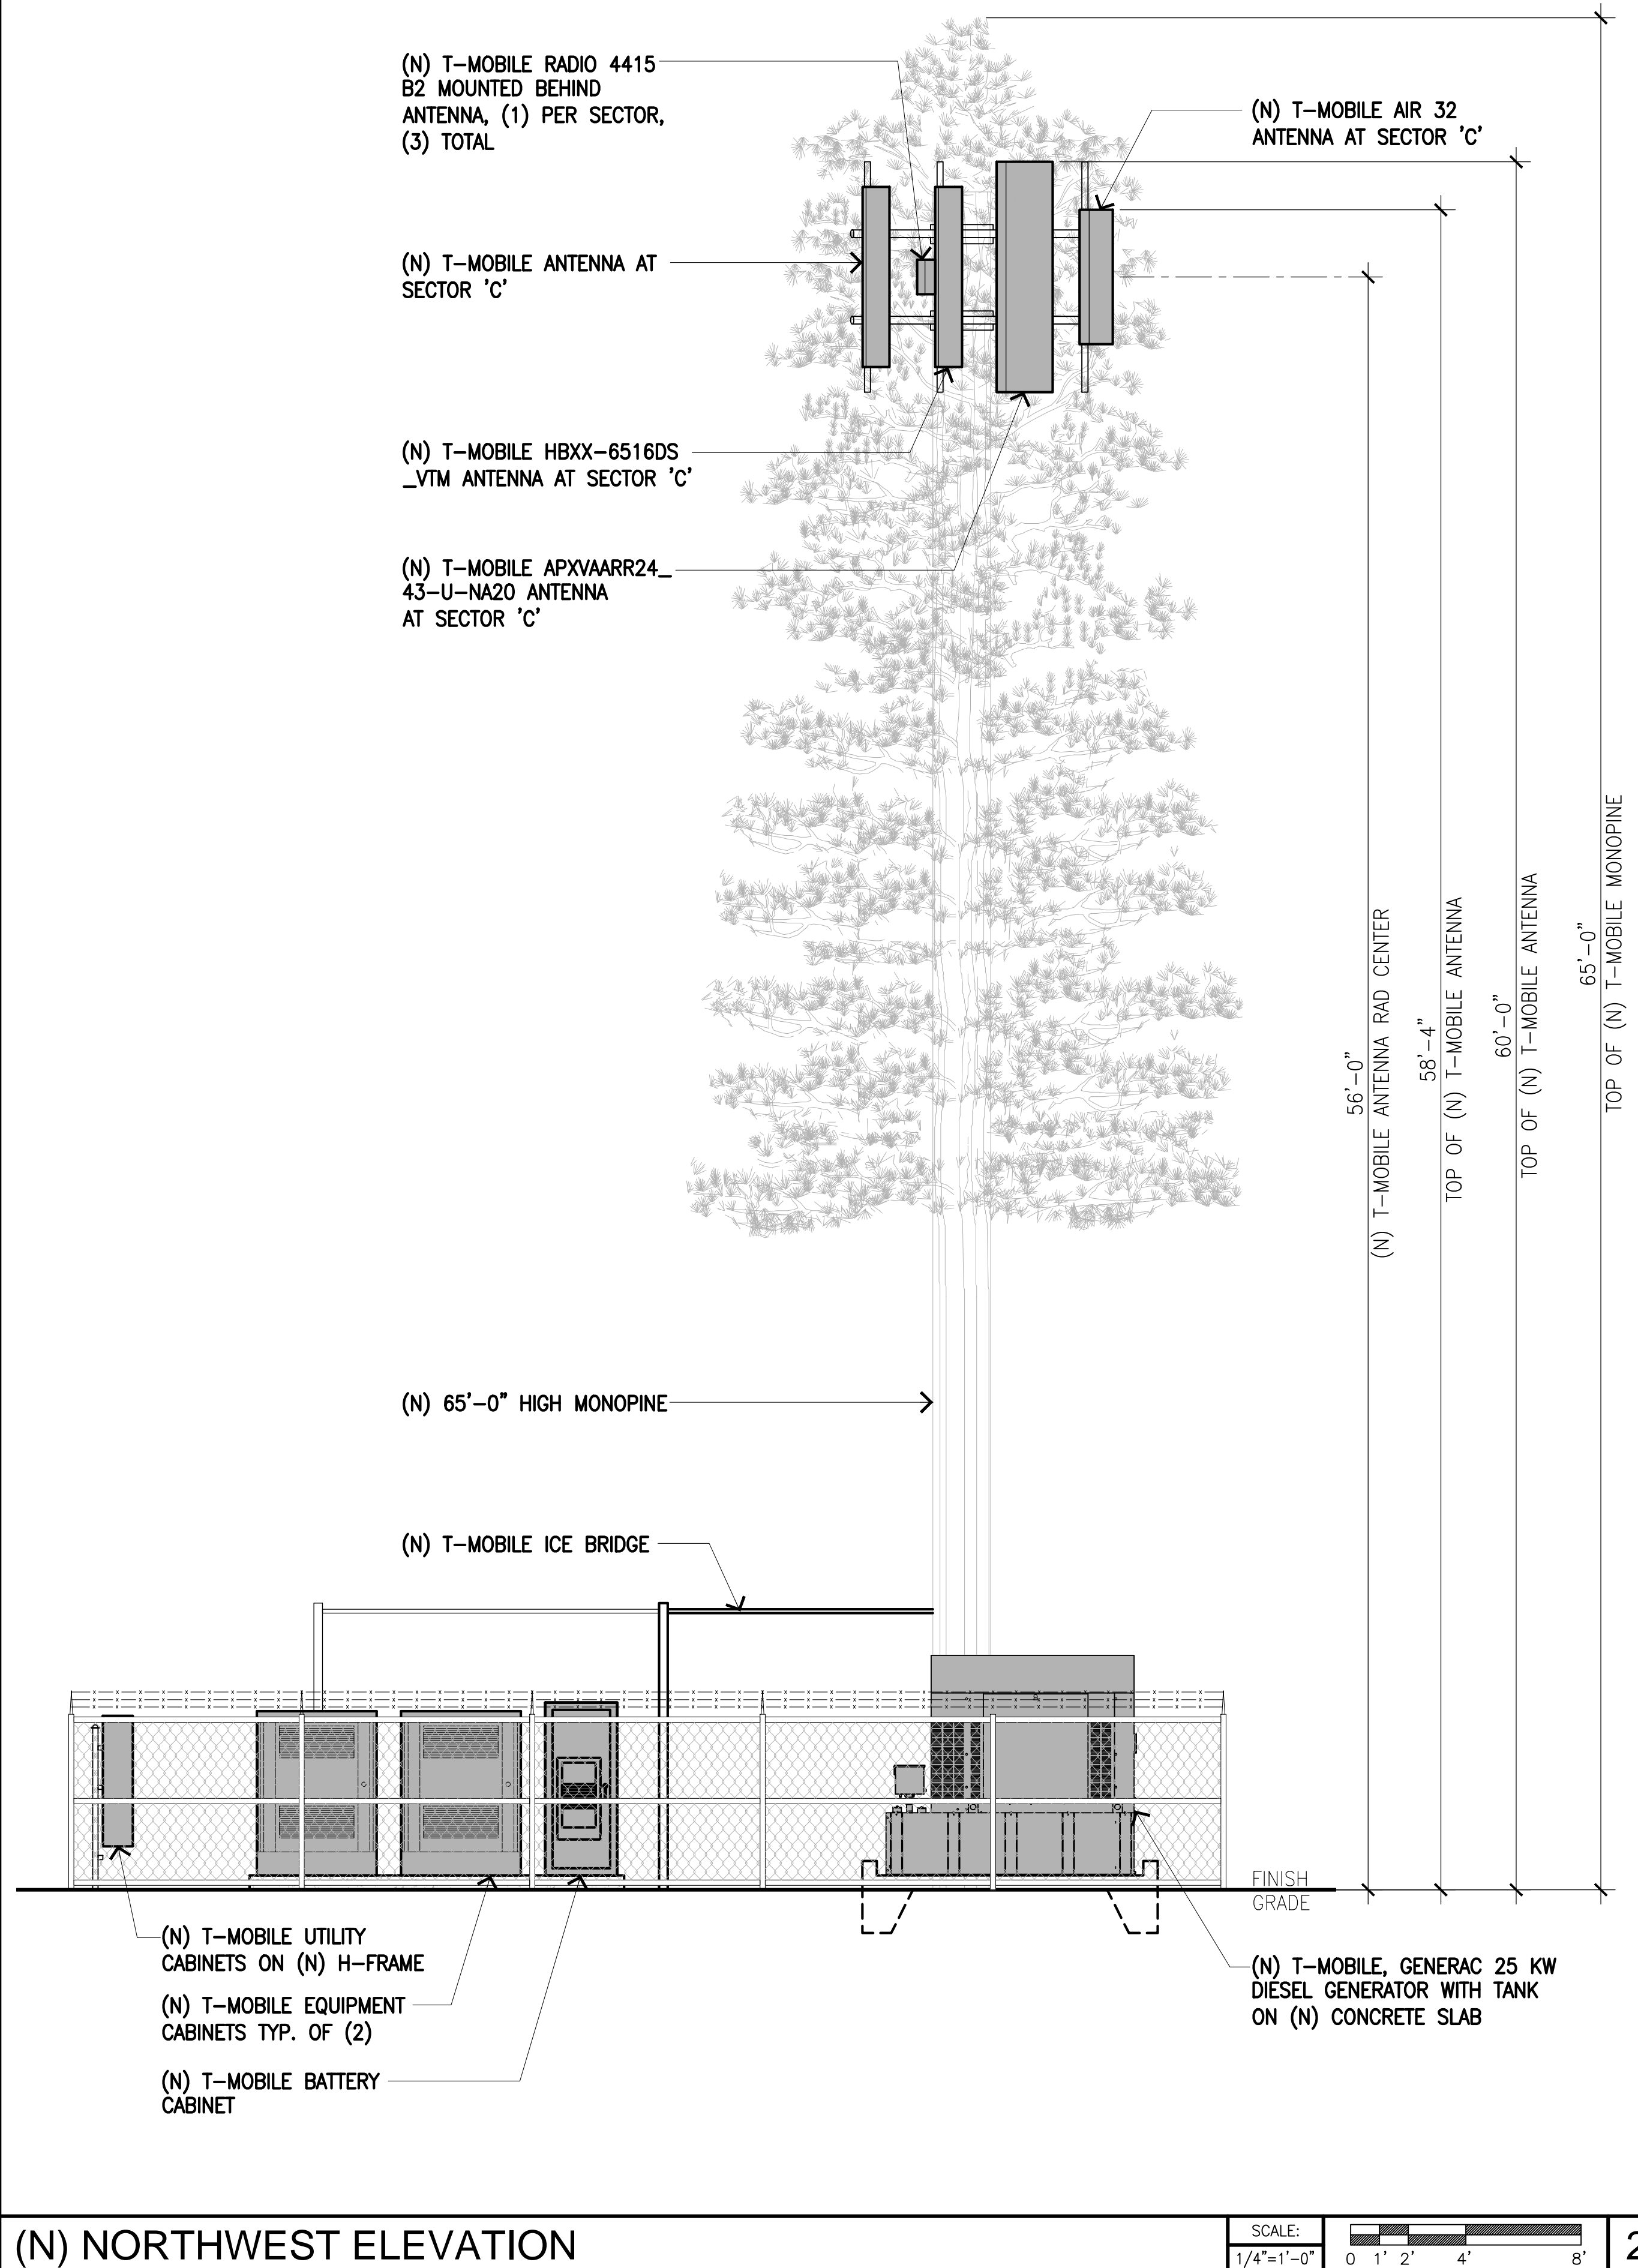 (N) T-MOBILE RADIO 4415
B2 MOUNTED BEHIND
ANTENNA, (1) PER SECTOR,
(3) TOTAL
(N) T-MOBILE AIR 32
ANTENNA AT SECTOR 'C'
(N) T-MOBILE ANTENNA AT
SECTOR 'C'
(N) T-MOBILE HBXX-6516DS
_VTM ANTENNA AT SECTOR 'C'
(N) T-MOBILE APXVAARR24_
43-U-NA20 ANTENNA
AT SECTOR 'C'
56'-0"
(N) T-MOBILE ANTENNA RAD CENTER
58'-4"
TOP OF (N) T-MOBILE ANTENNA
60'-0"
TOP OF (N) T-MOBILE ANTENNA
65'-0"
TOP OF (N) T-MOBILE MONOPINE
(N) 65'-0" HIGH MONOPINE
(N) T-MOBILE ICE BRIDGE
FINISH
GRADE
(N) T-MOBILE UTILITY
CABINETS ON (N) H-FRAME
(N) T-MOBILE EQUIPMENT
CABINETS TYP. OF (2)
(N) T-MOBILE BATTERY
CABINET
(N) T-MOBILE, GENERAC 25 KW
DIESEL GENERATOR WITH TANK
ON (N) CONCRETE SLAB
(N) NORTHWEST ELEVATION
SCALE:
1/4"=1'-0"
0 1' 2' 4' 8'
2